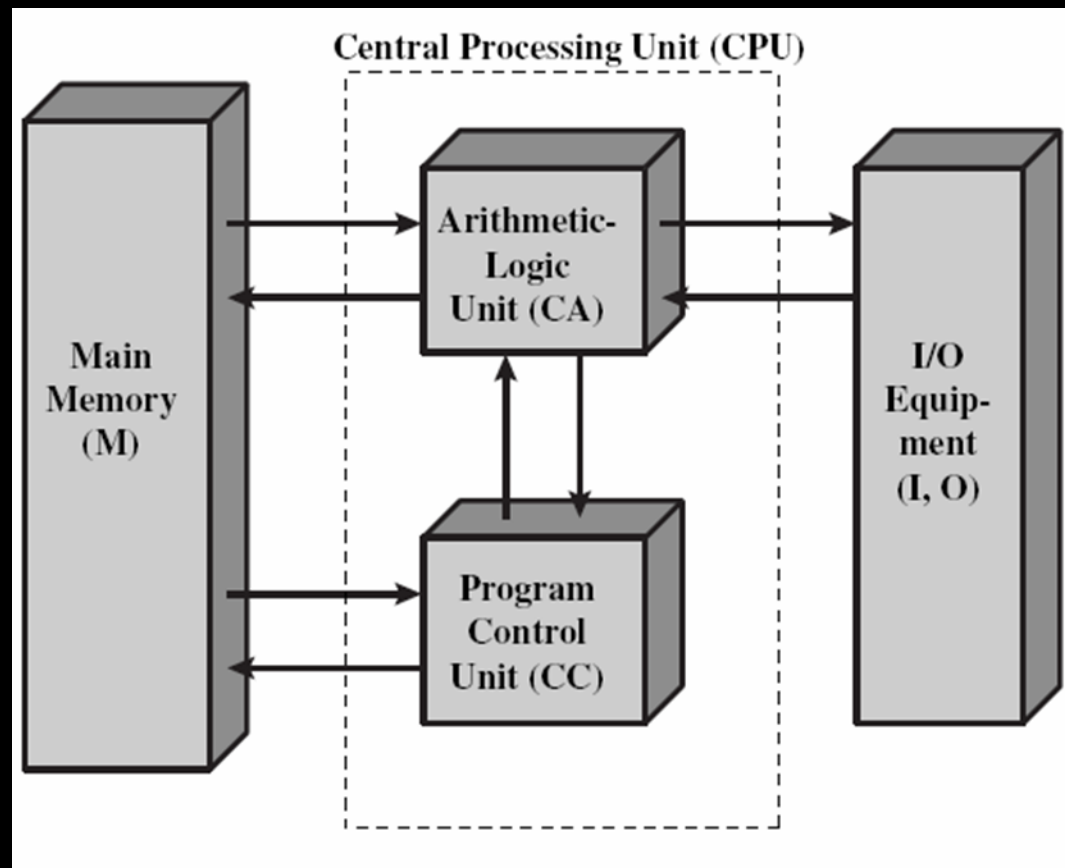 Central Processing Unit (CPU)
Main
Memory
(M)
Arithmetic-
Logic
Unit (CA)
Program
Control
Unit (CC)
I/O
Equip-
ment
(I, O)